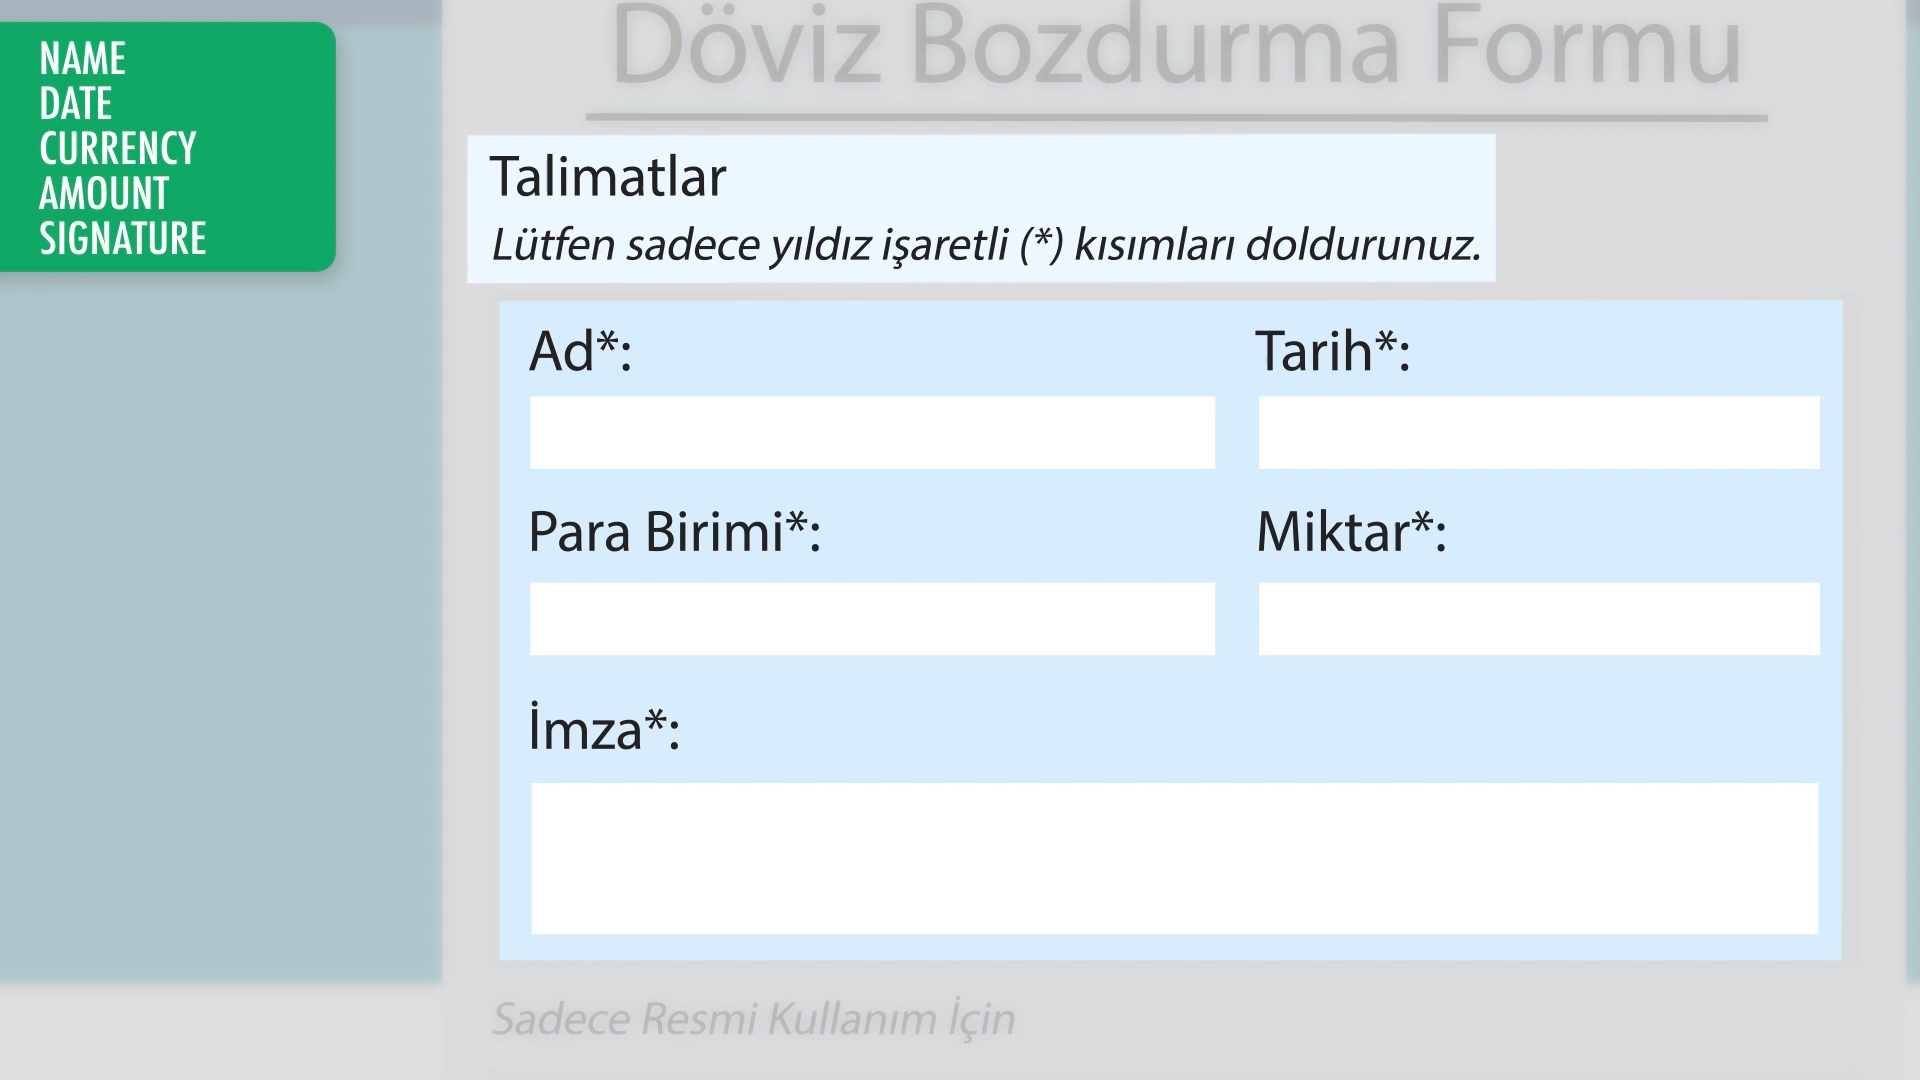 NAME
DATE
CURRENCY
AMOUNT
SIGNATURE
Döviz Bozdurma Formu
Talimatlar
Lütfen sadece yıldız işaretli (*) kısımları doldurunuz.
Ad*: Tarih*:
Para Birimi*: Miktar*:
İmza*:
Sadece Resmi Kullanım İçin